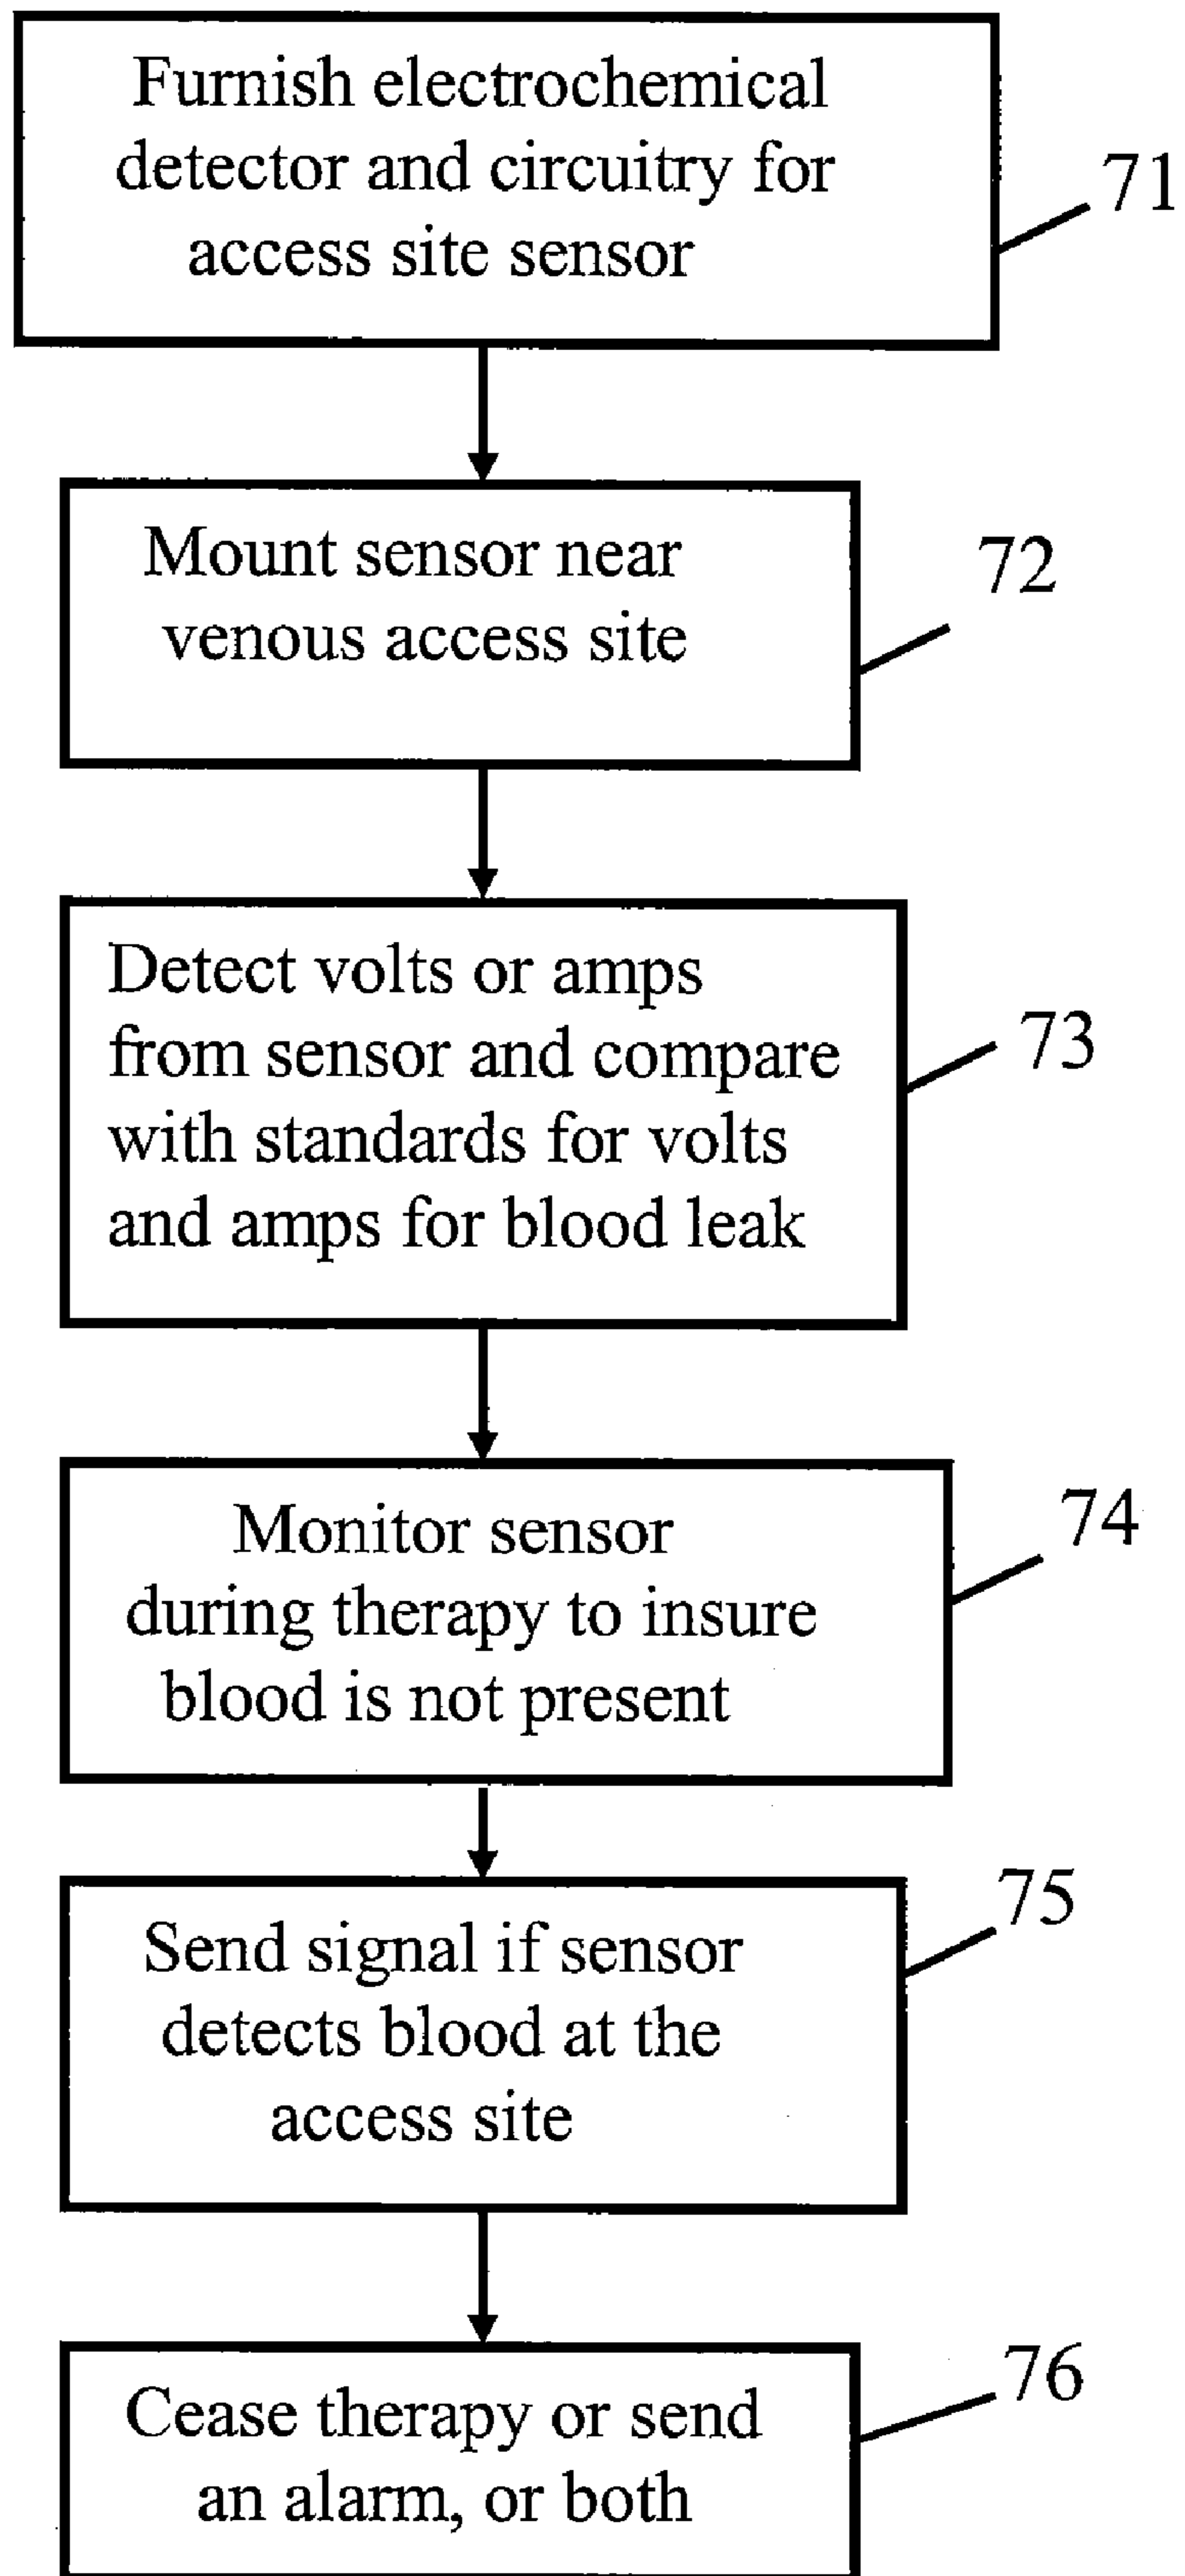 Furnish electrochemical
detector and circuitry for
access site sensor
71
Mount sensor near
venous access site
72
Detect volts or amps
from sensor and compare
with standards for volts
and amps for blood leak
73
Monitor sensor
during therapy to insure
blood is not present
74
Send signal if sensor
detects blood at the
access site
75
Cease therapy or send
an alarm, or both
76